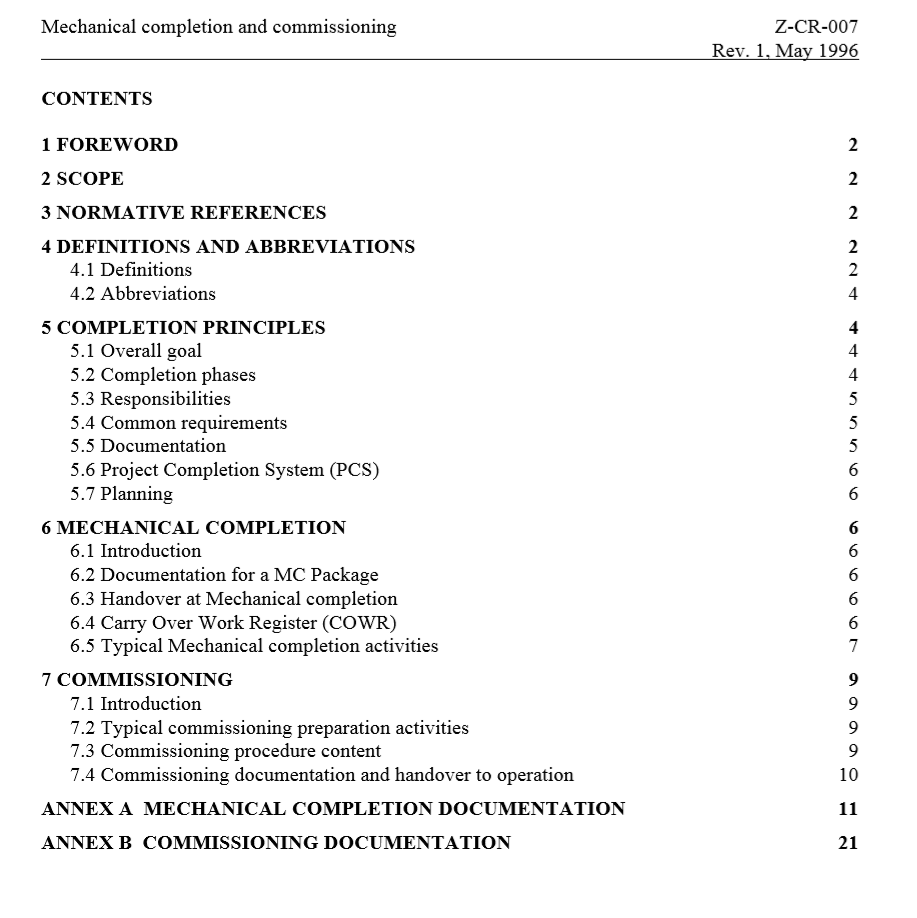 Mechanical completion and commissioning Z-CR-007
Rev. 1, May 1996
CONTENTS
1 FOREWORD 2
2 SCOPE 2
3 NORMATIVE REFERENCES 2
4 DEFINITIONS AND ABBREVIATIONS 2
4.1 Definitions 2
4.2 Abbreviations 4
5 COMPLETION PRINCIPLES 4
5.1 Overall goal 4
5.2 Completion phases 4
5.3 Responsibilities 5
5.4 Common requirements 5
5.5 Documentation 5
5.6 Project Completion System (PCS) 6
5.7 Planning 6
6 MECHANICAL COMPLETION 6
6.1 Introduction 6
6.2 Documentation for a MC Package 6
6.3 Handover at Mechanical completion 6
6.4 Carry Over Work Register (COWR) 6
6.5 Typical Mechanical completion activities 7
7 COMMISSIONING 9
7.1 Introduction 9
7.2 Typical commissioning preparation activities 9
7.3 Commissioning procedure content 9
7.4 Commissioning documentation and handover to operation 10
ANNEX A MECHANICAL COMPLETION DOCUMENTATION 11
ANNEX B COMMISSIONING DOCUMENTATION 21